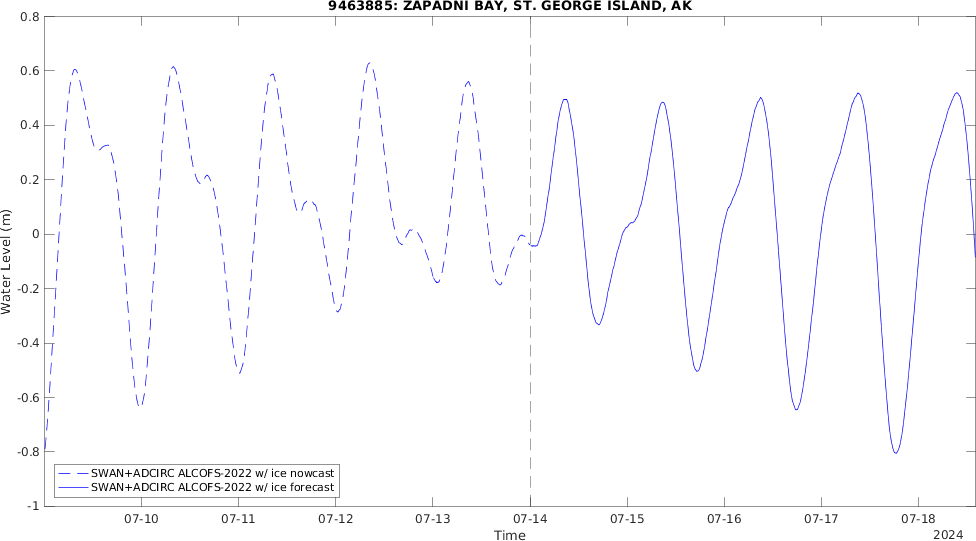 9463885: ZAPADNI BAY, ST. GEORGE ISLAND, AK
0.8
0.6
0.4
0.2
0
-0.2
-0.4
-0.6
-0.8
-1
Water Level (m)
SWAN+ADCIRC ALCOFS-2022 w/ ice nowcast
SWAN+ADCIRC ALCOFS-2022 w/ ice forecast
07-10 07-11 07-12 07-13 07-14 07-15 07-16 07-17 07-18
Time
2024